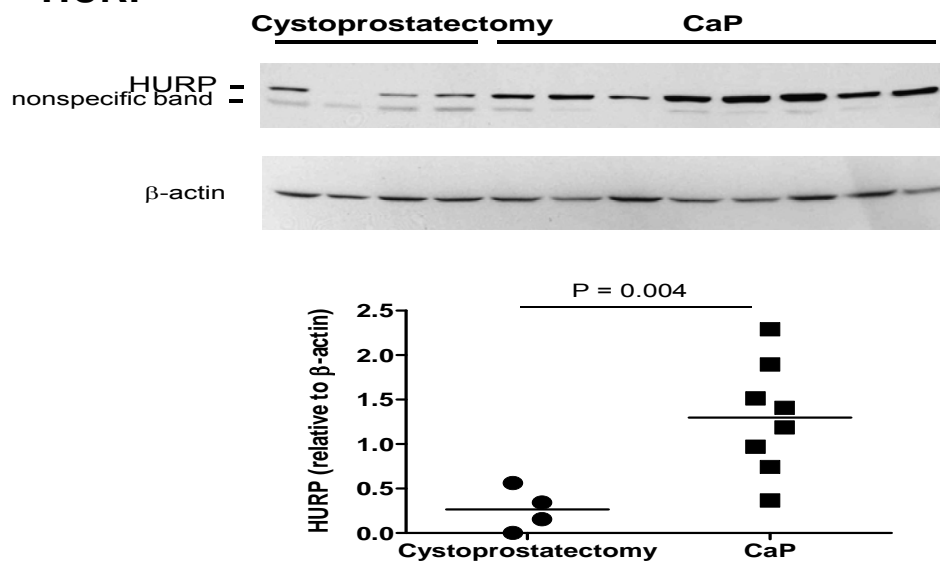 Cystoprostatectomy CaP
HURP
nonspecific band
β-actin
P = 0.004
HURP (relative to β-actin)
2.5
2.0
1.5
1.0
0.5
0.0
Cystoprostatectomy CaP